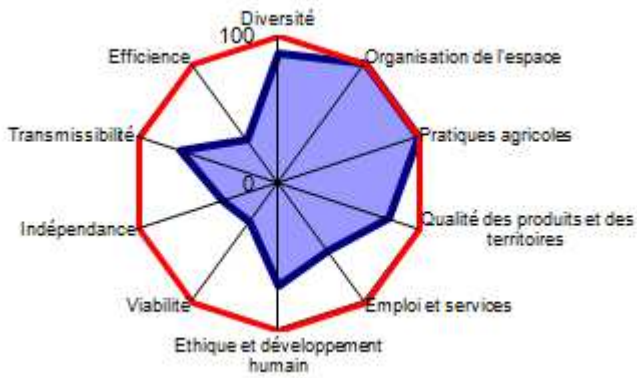 Diversité
100
Efficience
Organisation de l'espace
Transmissibilité
Pratiques agricoles
0
Indépendance
Qualité des produits et des
territoires
Viabilité
Emploi et services
Ethique et développement
humain